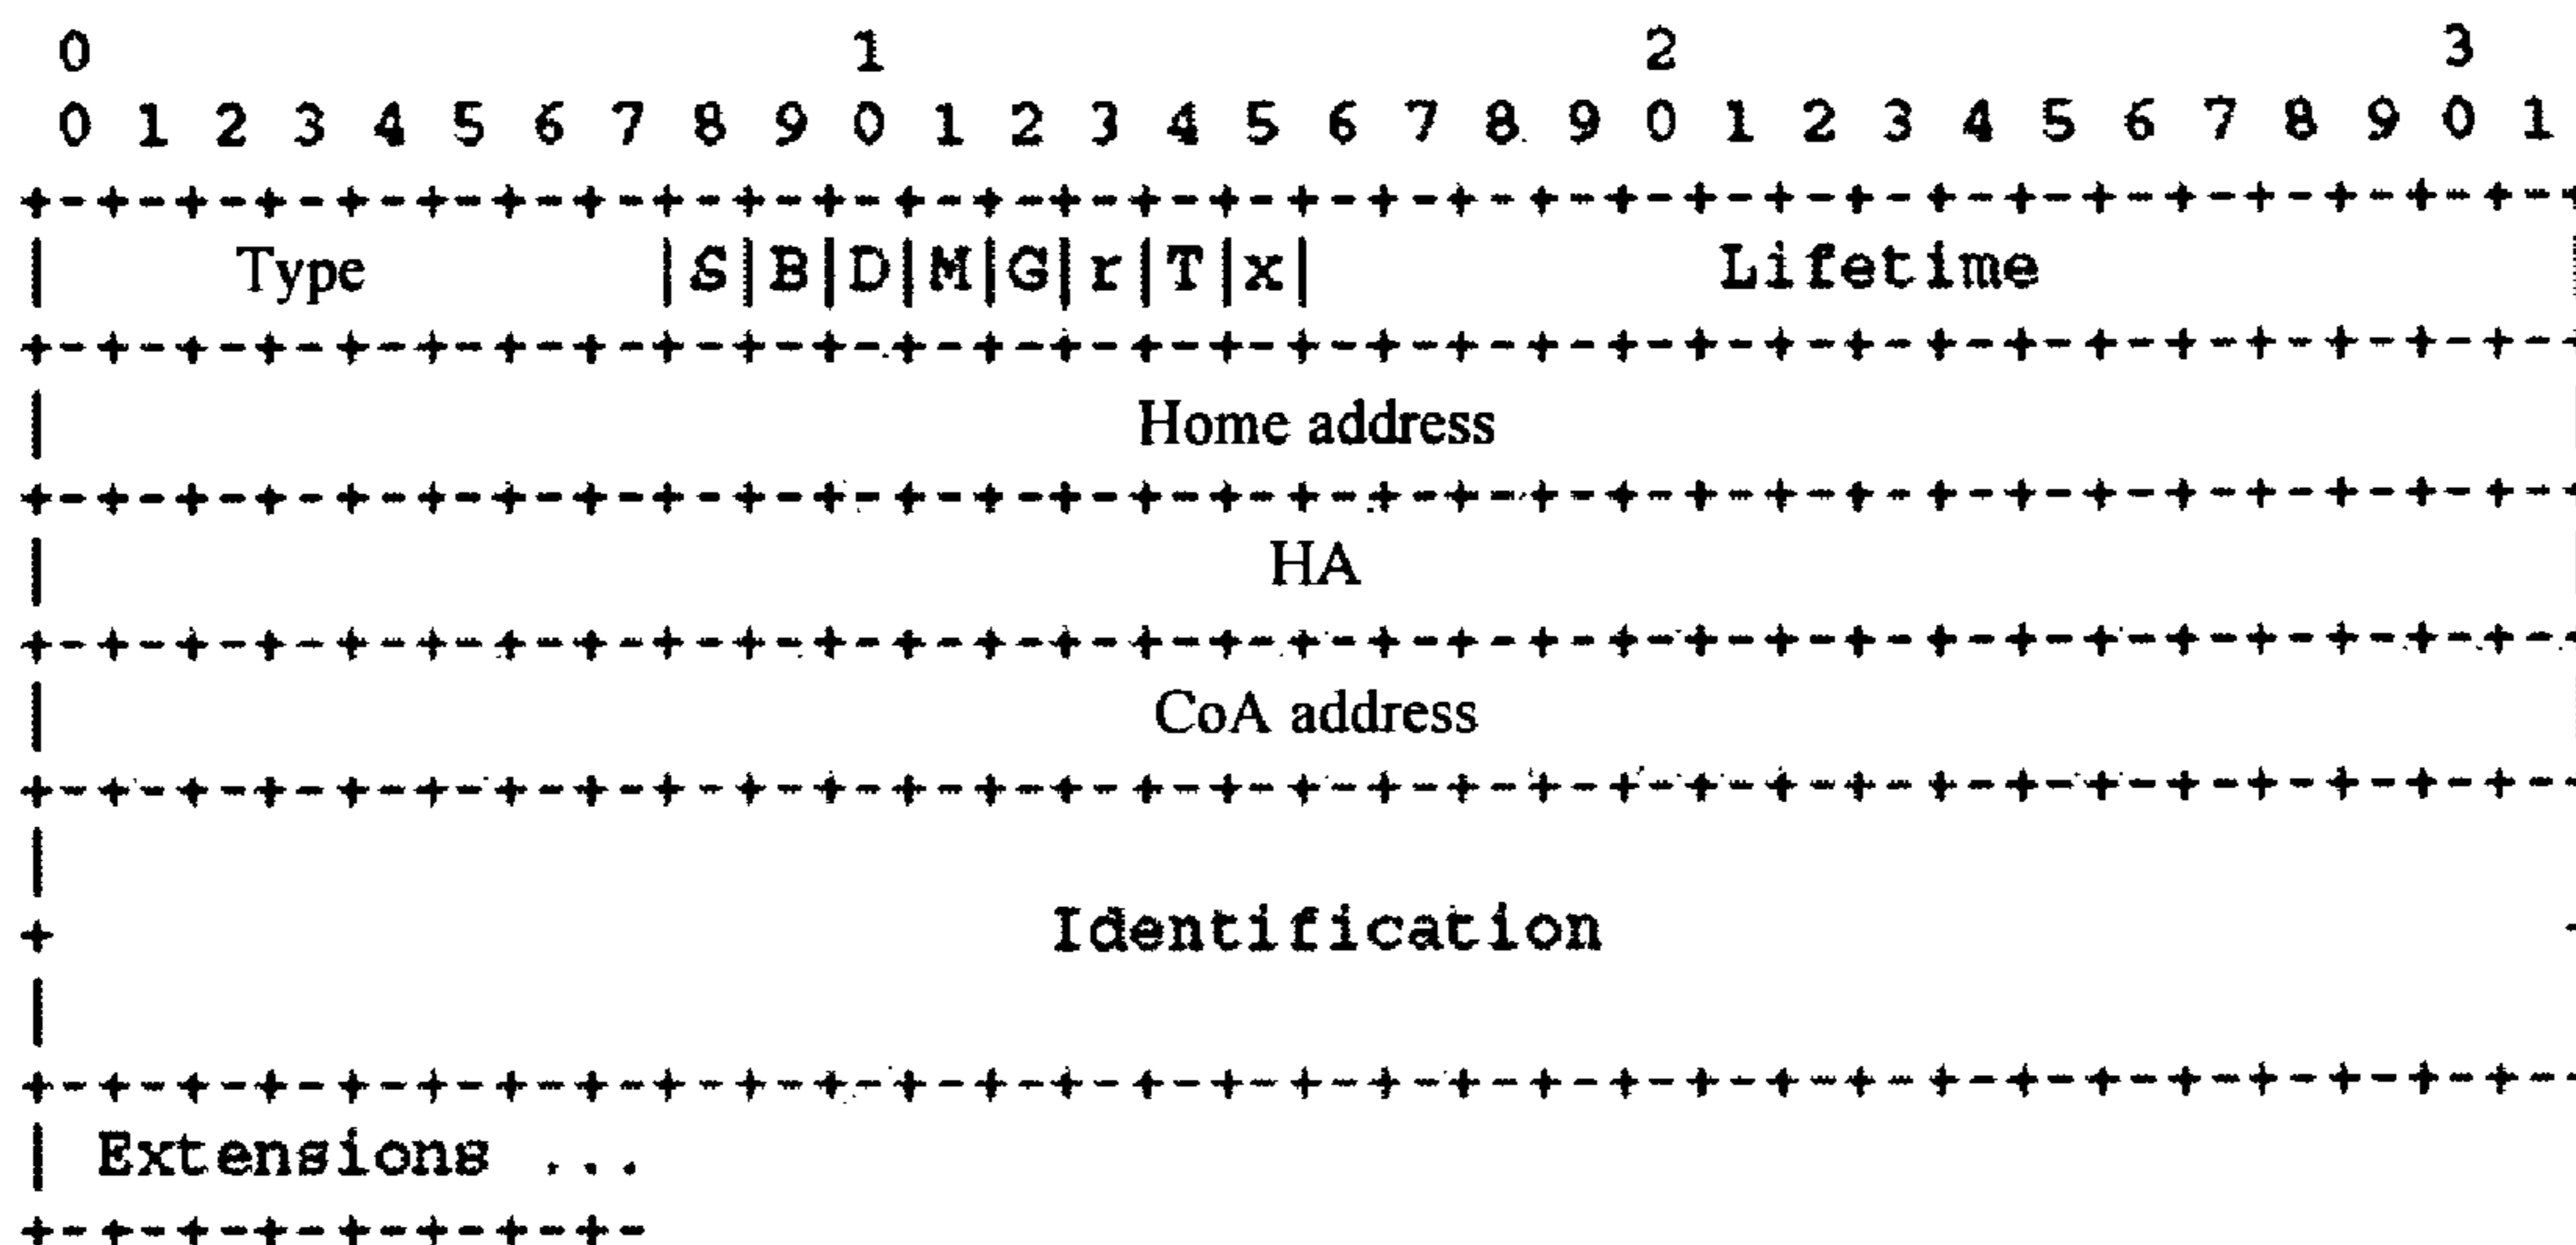 0 1 2 3
0 1 2 3 4 5 6 7 8 9 0 1 2 3 4 5 6 7 8 9 0 1 2 3 4 5 6 7 8 9 0 1
+-+-+-+-+-+-+-+-+-+-+-+-+-+-+-+-+-+-+-+-+-+-+-+-+-+-+-+-+-+-+-+-+
| Type |S|B|D|M|G|r|T|x| Lifetime |
+-+-+-+-+-+-+-+-+-+-+-+-+-+-+-+-+-+-+-+-+-+-+-+-+-+-+-+-+-+-+-+-+
| Home address
+-+-+-+-+-+-+-+-+-+-+-+-+-+-+-+-+-+-+-+-+-+-+-+-+-+-+-+-+-+-+-+-+
| HA |
+-+-+-+-+-+-+-+-+-+-+-+-+-+-+-+-+-+-+-+-+-+-+-+-+-+-+-+-+-+-+-+-+
| CoA address |
+-+-+-+-+-+-+-+-+-+-+-+-+-+-+-+-+-+-+-+-+-+-+-+-+-+-+-+-+-+-+-+-
|
+ Identification -
|
+-+-+-+-+-+-+-+-+-+-+-+-+-+-+-+-+-+-+-+-+-+-+-+-+-+-+-+-+-+-+-+-
| Extensions ...
+-+-+-+-+-+-+-+-